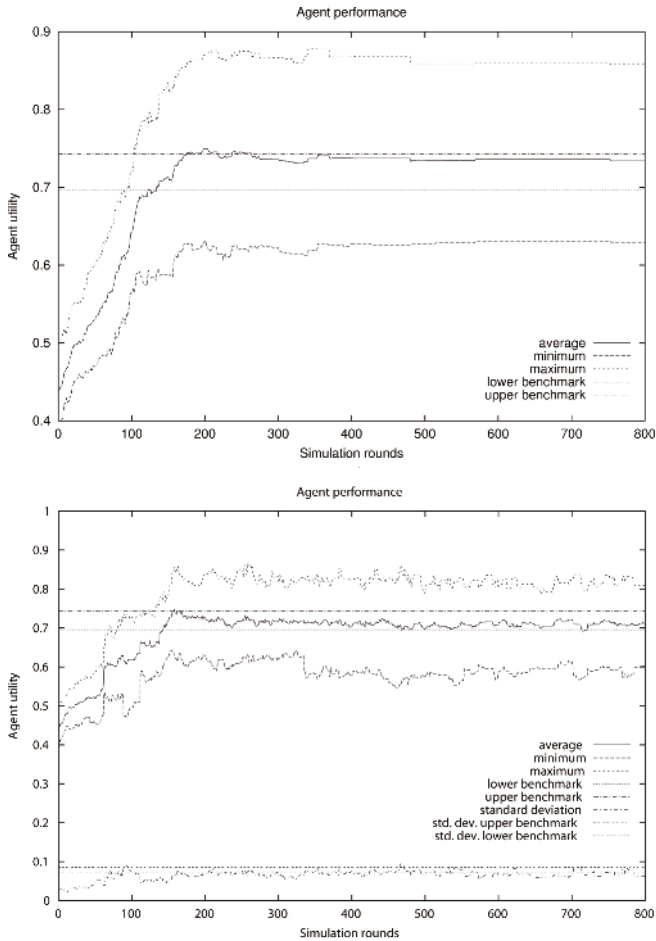 Agent performance
0.9
0.8
0.7
0.6
0.5
0.4
Agent utility
average
minimum
maximum
lower benchmark
upper benchmark
0 100 200 300 400 500 600 700 800
Simulation rounds
Agent performance
1
0.9
0.8
0.7
0.6
0.5
0.4
0.3
0.2
0.1
0
Agent utility
average
minimum
maximum
lower benchmark
upper benchmark
standard deviation
std. dev. upper benchmark
std. dev. lower benchmark
0 100 200 300 400 500 600 700 800
Simulation rounds